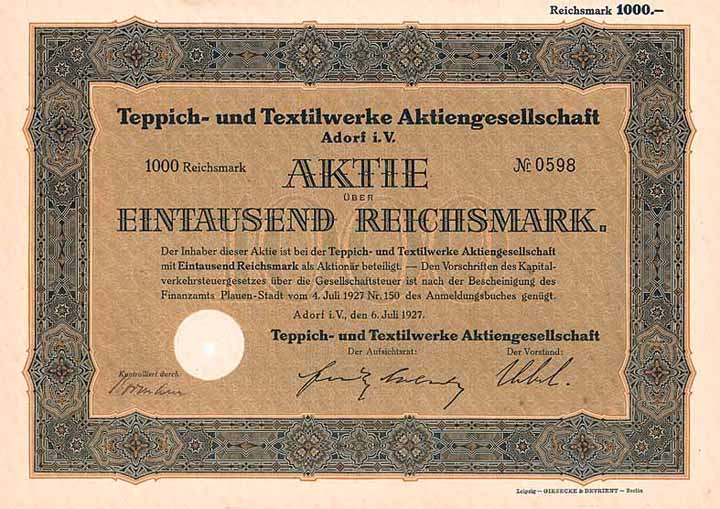 Reichsmark 1000.—
Teppich- und Textilwerke Aktiengesellschaft
Adorf i.V.
1000 Reichsmark AKTIE № 0598
ÜBER
EINTAUSEND REICHSMARK.
Der Inhaber dieser Aktie ist bei der Teppich- und Textilwerke Aktiengesellschaft
mit Eintausend Reichsmark als Aktionär beteiligt. — Den Vorschriften des Kapital-
verkehrsteuergesetzes über die Gesellschaftsteuer ist nach der Bescheinigung des
Finanzamts Plauen-Stadt vom 4. Juli 1927 Nr. 150 des Anmeldungsbuches genügt.
Adorf i.V., den 6. Juli 1927.
Teppich- und Textilwerke Aktiengesellschaft
Der Aufsichtsrat: Der Vorstand:
Kontrolliert durch:
Leipzig — GIESECKE & DEVRIENT — Berlin